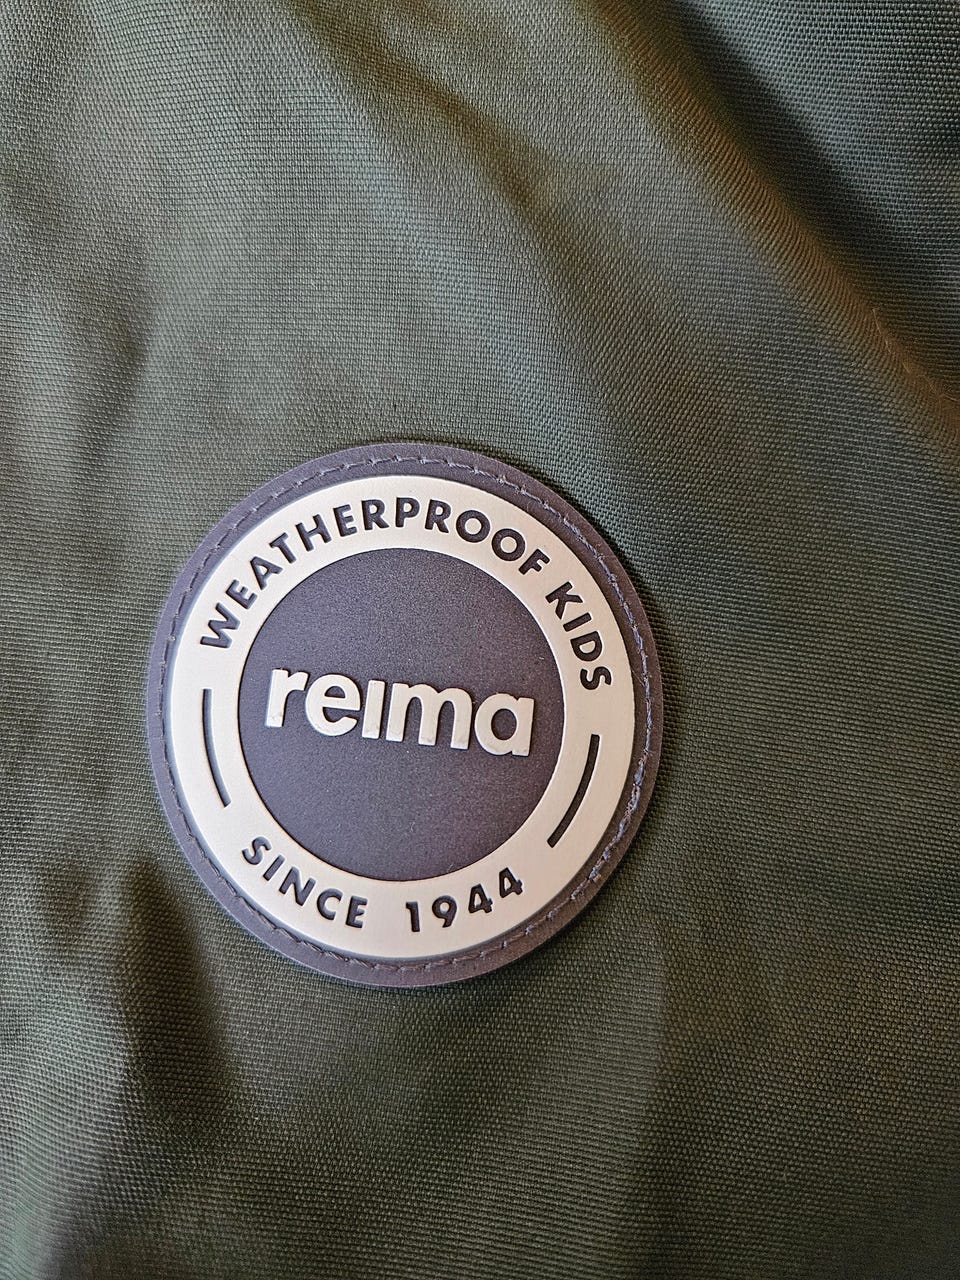 WEATHERPROOF KIDS
reima
SINCE 1944